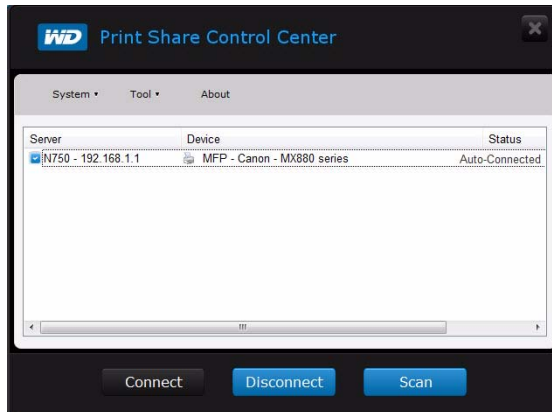 WD Print Share Control Center
System Tool About
Server Device Status
N750 - 192.168.1.1 MFP - Canon - MX880 series Auto-Connected
Connect Disconnect Scan